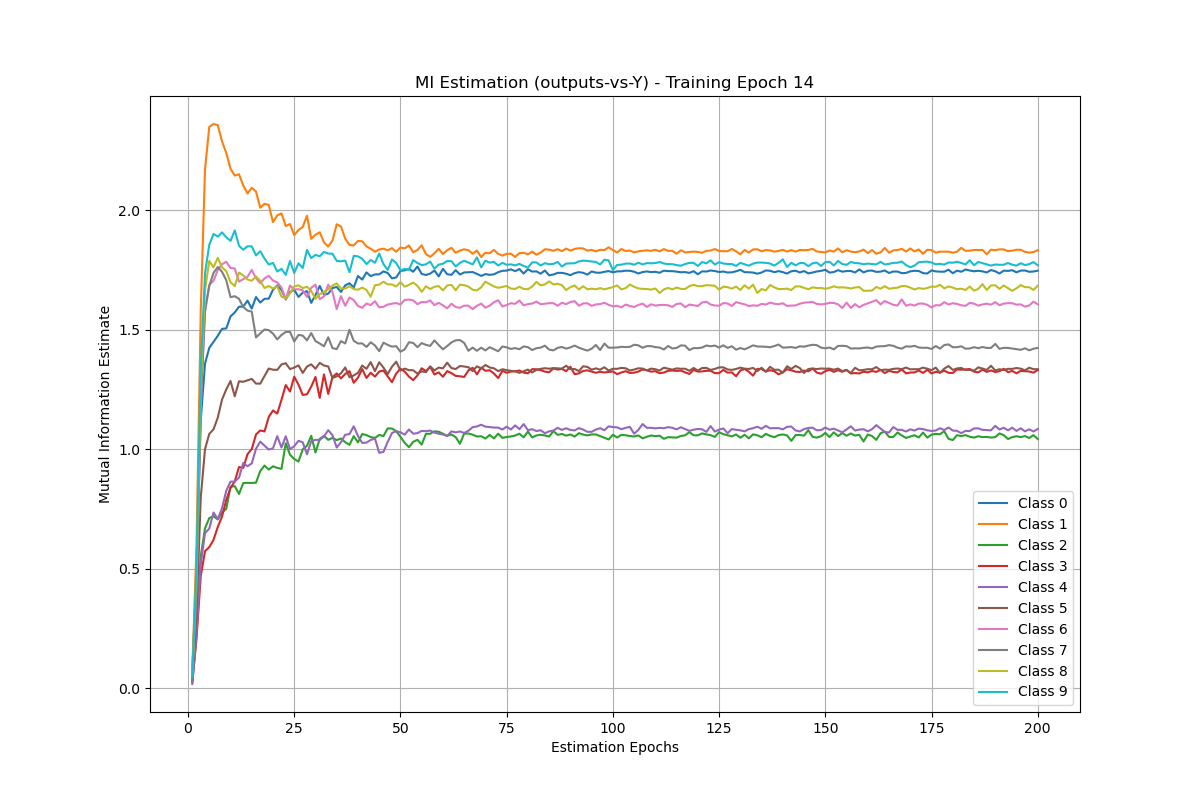 MI Estimation (outputs-vs-Y) - Training Epoch 14
Mutual Information Estimate
2.0
1.5
1.0
0.5
0.0
0 25 50 75 100 125 150 175 200
Estimation Epochs
Class 0
Class 1
Class 2
Class 3
Class 4
Class 5
Class 6
Class 7
Class 8
Class 9